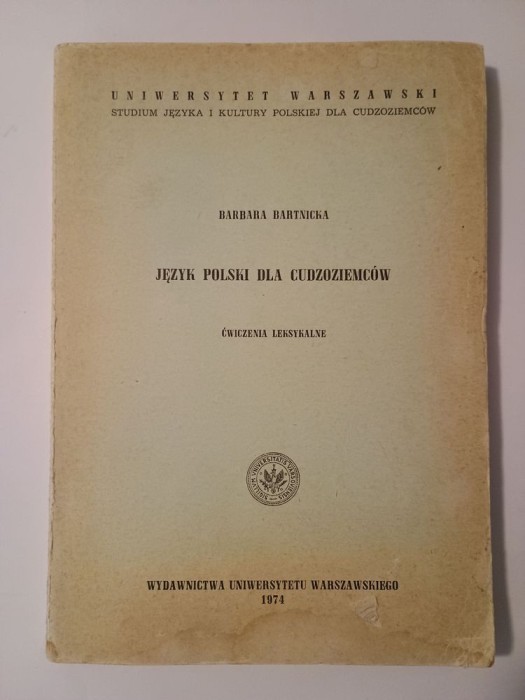 UNIWERSYTET WARSZAWSKI
STUDIUM JĘZYKA I KULTURY POLSKIEJ DLA CUDZOZIEMCÓW
BARBARA BARTNICKA
JĘZYK POLSKI DLA CUDZOZIEMCÓW
ĆWICZENIA LEKSYKALNE
WYDAWNICTWA UNIWERSYTETU WARSZAWSKIEGO
1974